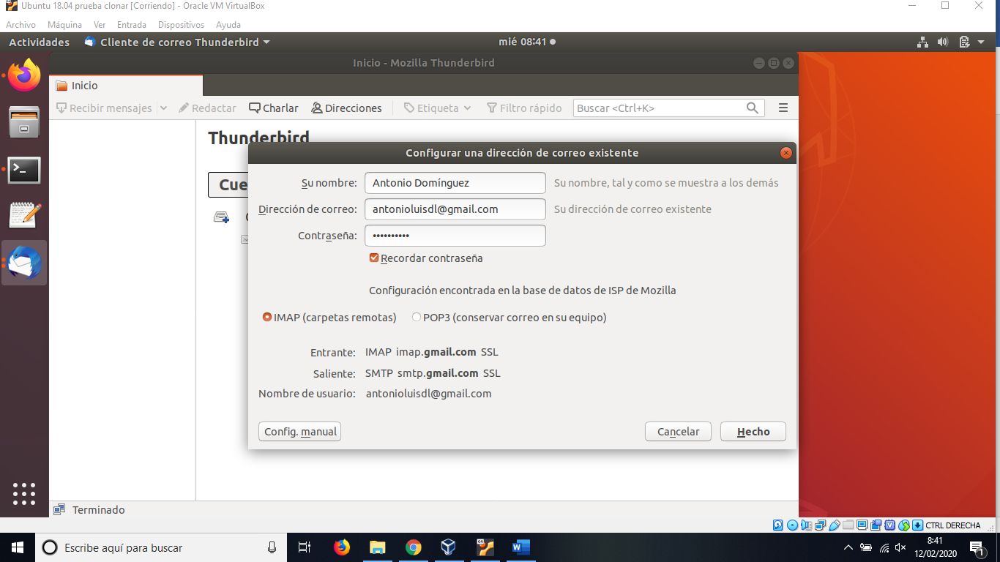 Ubuntu 18.04 prueba clonar [Corriendo] - Oracle VM VirtualBox
Archivo Máquina Ver Entrada Dispositivos Ayuda
Actividades Cliente de correo Thunderbird mié 08:41
Inicio - Mozilla Thunderbird
Inicio
Recibir mensajes Redactar Charlar Direcciones Etiqueta Filtro rápido Buscar <Ctrl+K>
Thunderbird
Configurar una dirección de correo existente
Cue
Su nombre: Antonio Domínguez Su nombre, tal y como se muestra a los demás
Dirección de correo: antonioluisdl@gmail.com Su dirección de correo existente
Contraseña: ••••••••••
Recordar contraseña
Configuración encontrada en la base de datos de ISP de Mozilla
IMAP (carpetas remotas) POP3 (conservar correo en su equipo)
Entrante: IMAP imap.gmail.com SSL
Saliente: SMTP smtp.gmail.com SSL
Nombre de usuario: antonioluisdl@gmail.com
Config. manual Cancelar Hecho
Terminado
CTRL DERECHA
Escribe aquí para buscar
64
8:41
12/02/2020
1